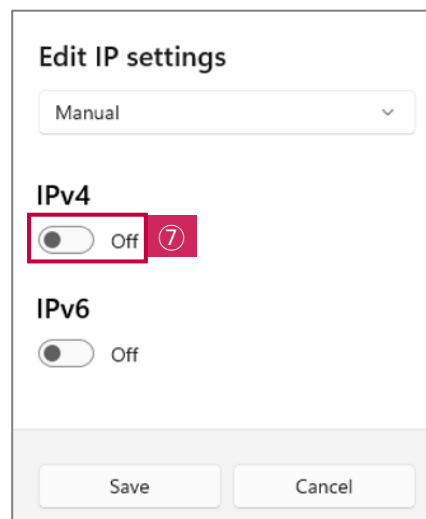 Edit IP settings
Manual
IPv4
Off ⑦
IPv6
Off
Save Cancel